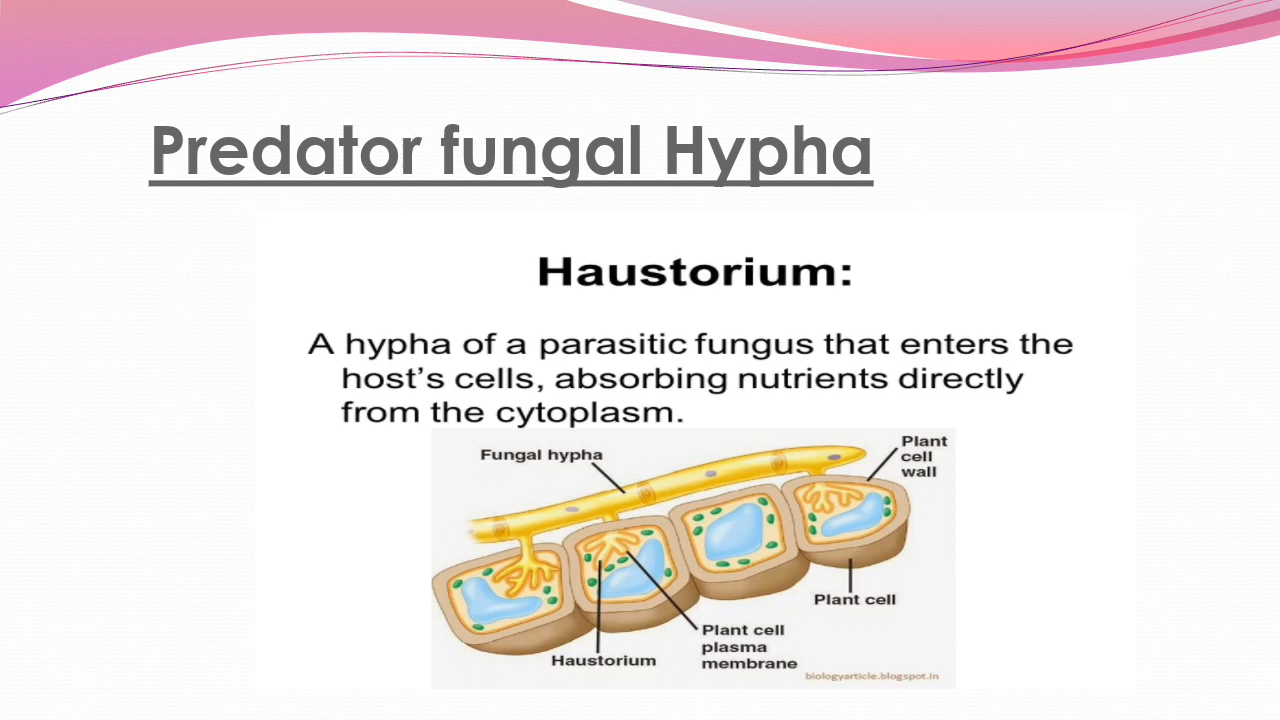 Predator fungal Hypha
Haustorium:
A hypha of a parasitic fungus that enters the
host's cells, absorbing nutrients directly
from the cytoplasm.
Fungal hypha
Plant
cell
wall
Plant cell
Plant cell
plasma
membrane
Haustorium
biologyarticle.blogspot.in